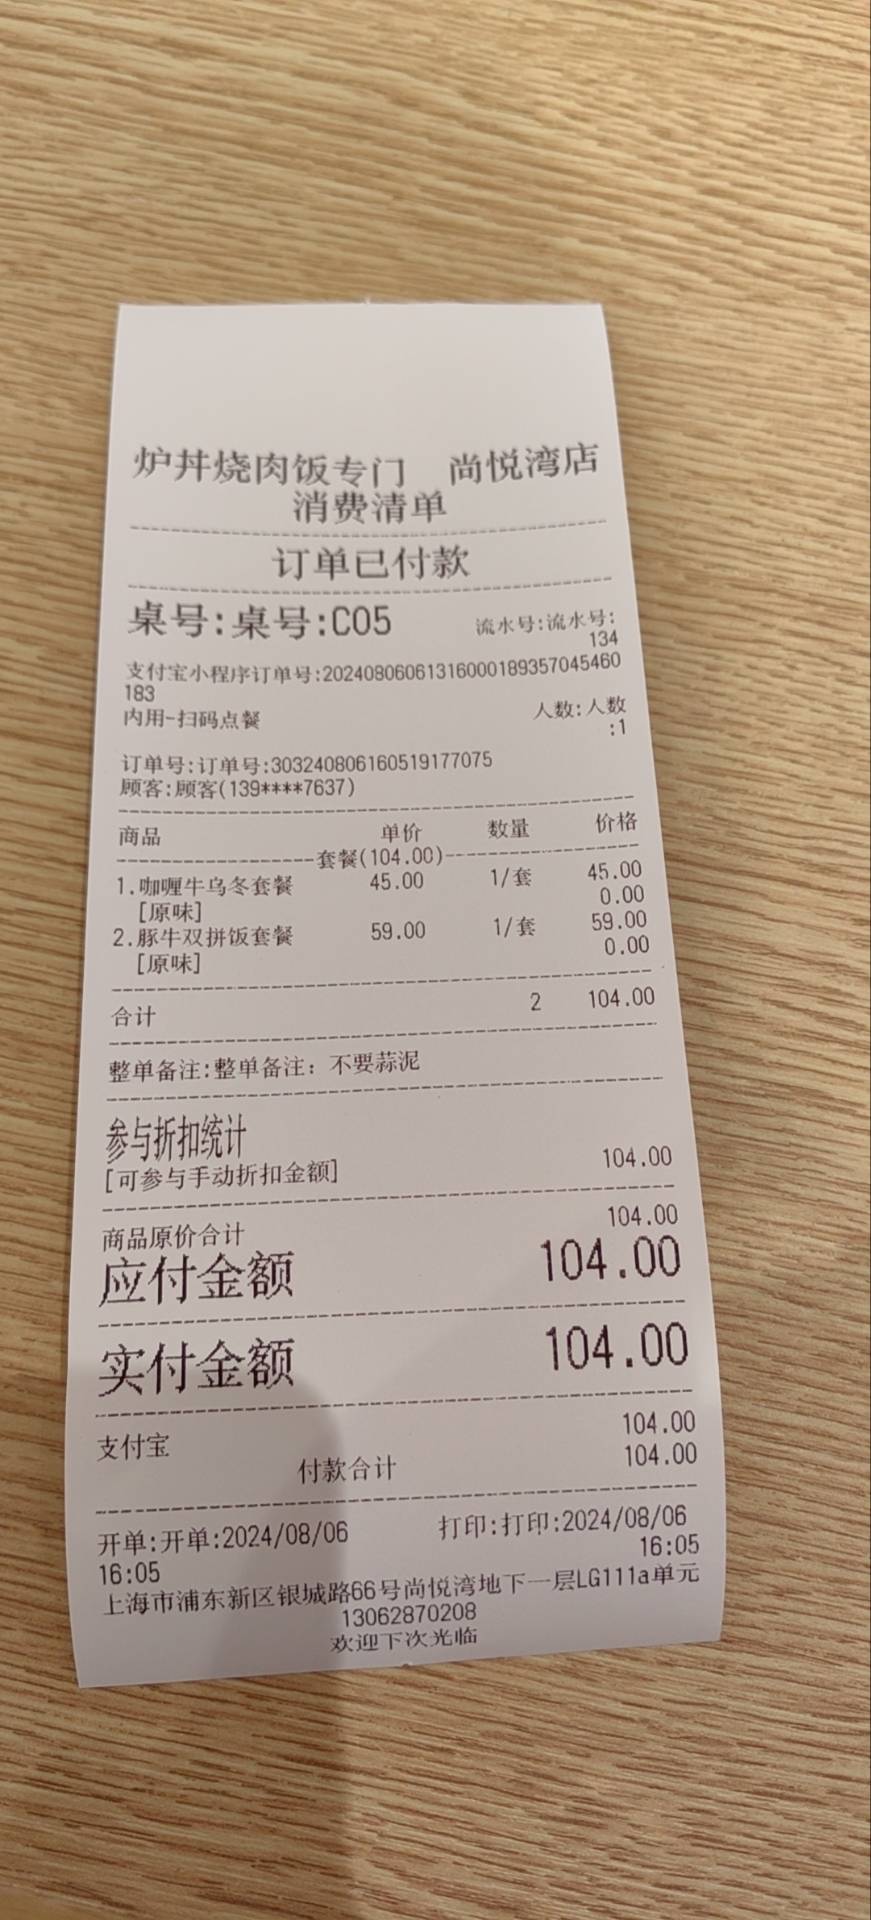 炉丼烧肉饭专门 尚悦湾店
消费清单
订单已付款
桌号:桌号:C05 流水号:流水号:
134
支付宝小程序订单号:2024080606131600018935704546​0
183
内用-扫码点餐 人数:人数
:1
订单号:订单号:303240806160519177075
顾客:顾客(139****7637)
商品 单价 数量 价格
套餐(104.00)
1.咖喱牛乌冬套餐 45.00 1/套 45.00
[原味] 0.00
2.豚牛双拼饭套餐 59.00 1/套 59.00
[原味] 0.00
合计 2 104.00
整单备注:整单备注: 不要蒜泥
参与折扣统计
[可参与手动折扣金额] 104.00
商品原价合计 104.00
应付金额 104.00
实付金额 104.00
支付宝 104.00
付款合计 104.00
开单:开单:2024/08/06 打印:打印:2024/08/06
16:05 16:05
上海市浦东新区银城路66号尚悦湾地下一层LG111a单元
13062870208
欢迎下次光临